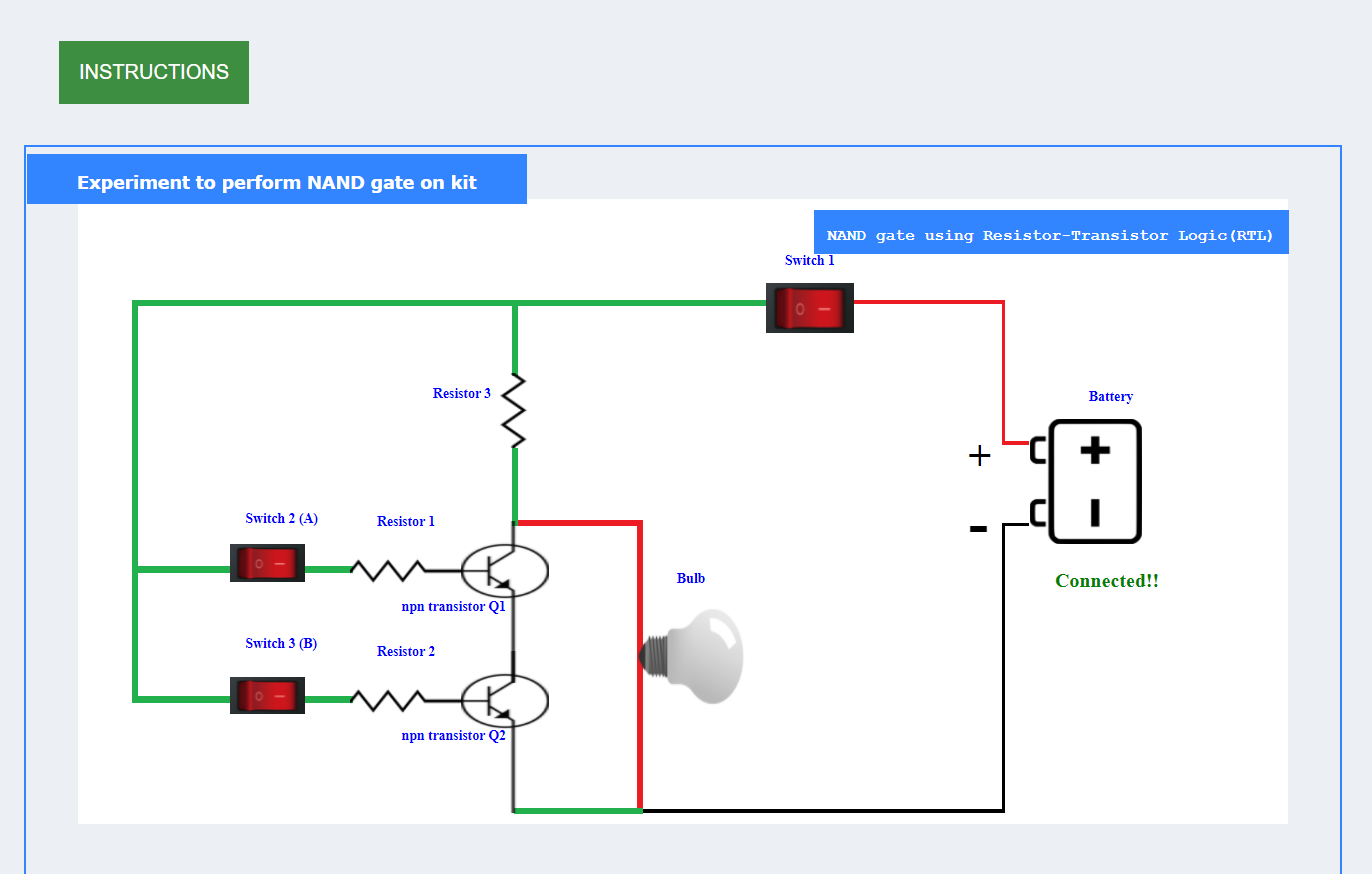 INSTRUCTIONS
Experiment to perform NAND gate on kit
NAND gate using Resistor-Transistor Logic(RTL)
Switch 1
Resistor 3
Battery
+
-
Switch 2 (A)
Resistor 1
npn transistor Q1
Bulb
Connected!!
Switch 3 (B)
Resistor 2
npn transistor Q2